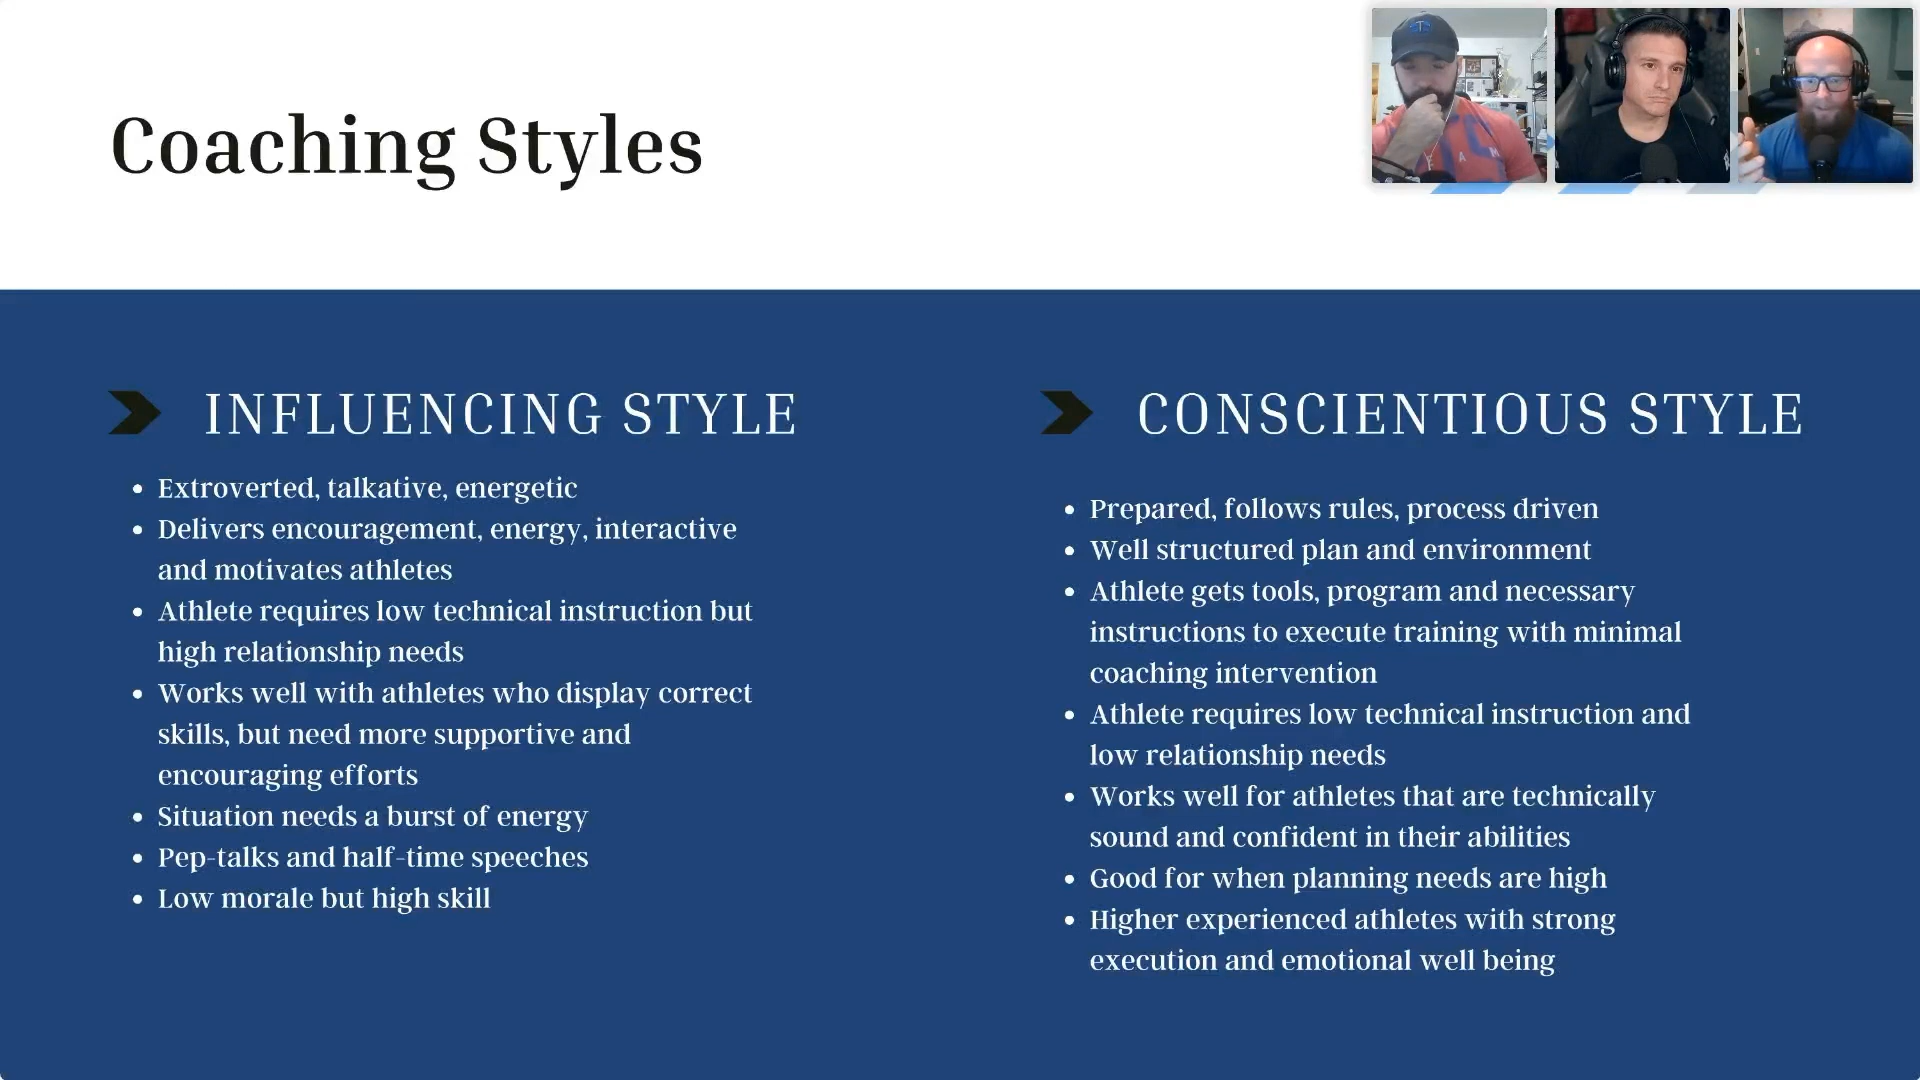 Coaching Styles
INFLUENCING STYLE
Extroverted, talkative, energetic
Delivers encouragement, energy, interactive
and motivates athletes
Athlete requires low technical instruction but
high relationship needs
Works well with athletes who display correct
skills, but need more supportive and
encouraging efforts
Situation needs a burst of energy
Pep-talks and half-time speeches
Low morale but high skill
CONSCIENTIOUS STYLE
Prepared, follows rules, process driven
Well structured plan and environment
Athlete gets tools, program and necessary
instructions to execute training with minimal
coaching intervention
Athlete requires low technical instruction and
low relationship needs
Works well for athletes that are technically
sound and confident in their abilities
Good for when planning needs are high
Higher experienced athletes with strong
execution and emotional well being